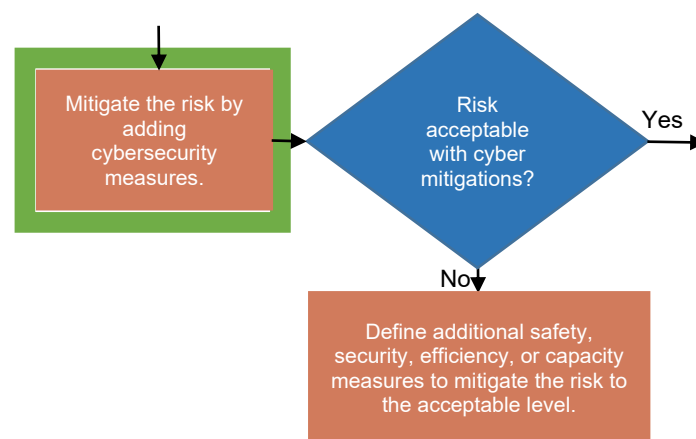 Mitigate the risk by
adding
cybersecurity
measures.
Risk
acceptable
with cyber
mitigations?
Yes
No
Define additional safety,
security, efficiency, or capacity
measures to mitigate the risk to
the acceptable level.